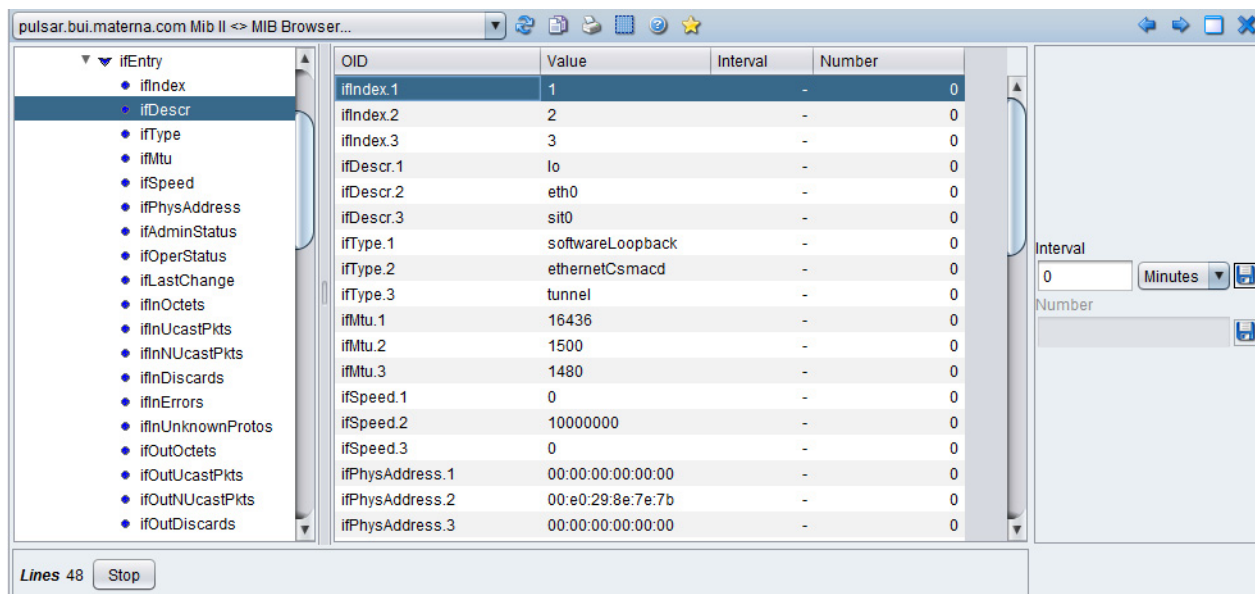 pulsar.bui.materna.com Mib II <> MIB Browser...
ifEntry
ifIndex
ifDescr
ifType
ifMtu
ifSpeed
ifPhysAddress
ifAdminStatus
ifOperStatus
ifLastChange
ifInOctets
ifInUcastPkts
ifInNUcastPkts
ifInDiscards
ifInErrors
ifInUnknownProtos
ifOutOctets
ifOutUcastPkts
ifOutNUcastPkts
ifOutDiscards
OID Value Interval Number
ifIndex.1 1 - 0
ifIndex.2 2 - 0
ifIndex.3 3 - 0
ifDescr.1 lo - 0
ifDescr.2 eth0 - 0
ifDescr.3 sit0 - 0
ifType.1 softwareLoopback - 0
ifType.2 ethernetCsmacd - 0
ifType.3 tunnel - 0
ifMtu.1 16436 - 0
ifMtu.2 1500 - 0
ifMtu.3 1480 - 0
ifSpeed.1 0 - 0
ifSpeed.2 10000000 - 0
ifSpeed.3 0 - 0
ifPhysAddress.1 00:00:00:00:00:00 - 0
ifPhysAddress.2 00:e0:29:8e:7e:7b - 0
ifPhysAddress.3 00:00:00:00:00:00 - 0
Interval
0 Minutes
Number
Lines 48 Stop